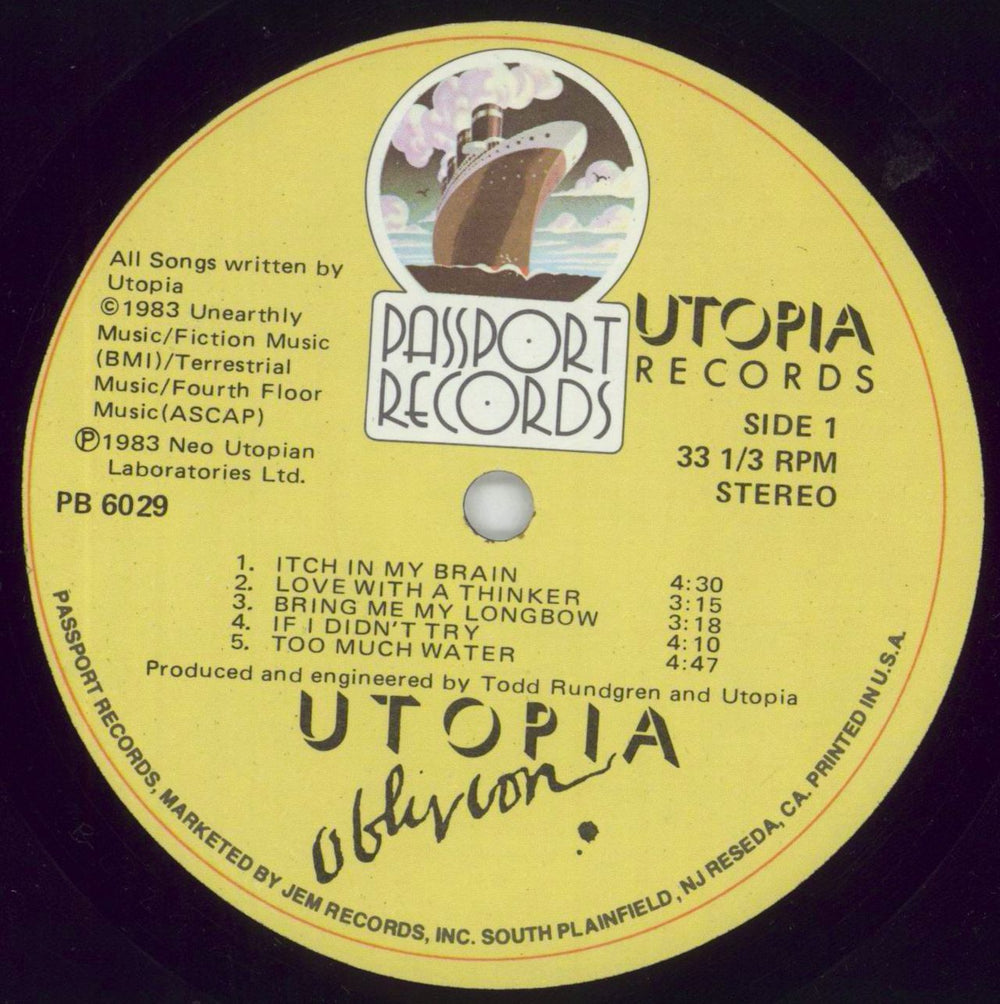 PASSPORT
RECORDS
UTOPIA
RECORDS
SIDE 1
33 1/3 RPM
STEREO
All Songs written by
Utopia
©1983 Unearthly
Music/Fiction Music
(BMI)/Terrestrial
Music/Fourth Floor
Music(ASCAP)
℗1983 Neo Utopian
Laboratories Ltd.
PB 6029
1. ITCH IN MY BRAIN 4:30
2. LOVE WITH A THINKER 3:15
3. BRING ME MY LONGBOW 3:18
4. IF I DIDN'T TRY 4:10
5. TOO MUCH WATER 4:47
Produced and engineered by Todd Rundgren and Utopia
UTOPIA
oblivion
PASSPORT RECORDS, MARKETED BY JEM RECORDS, INC. SOUTH PLAINFIELD, NJ RESEDA, CA. PRINTED IN U.S.A.